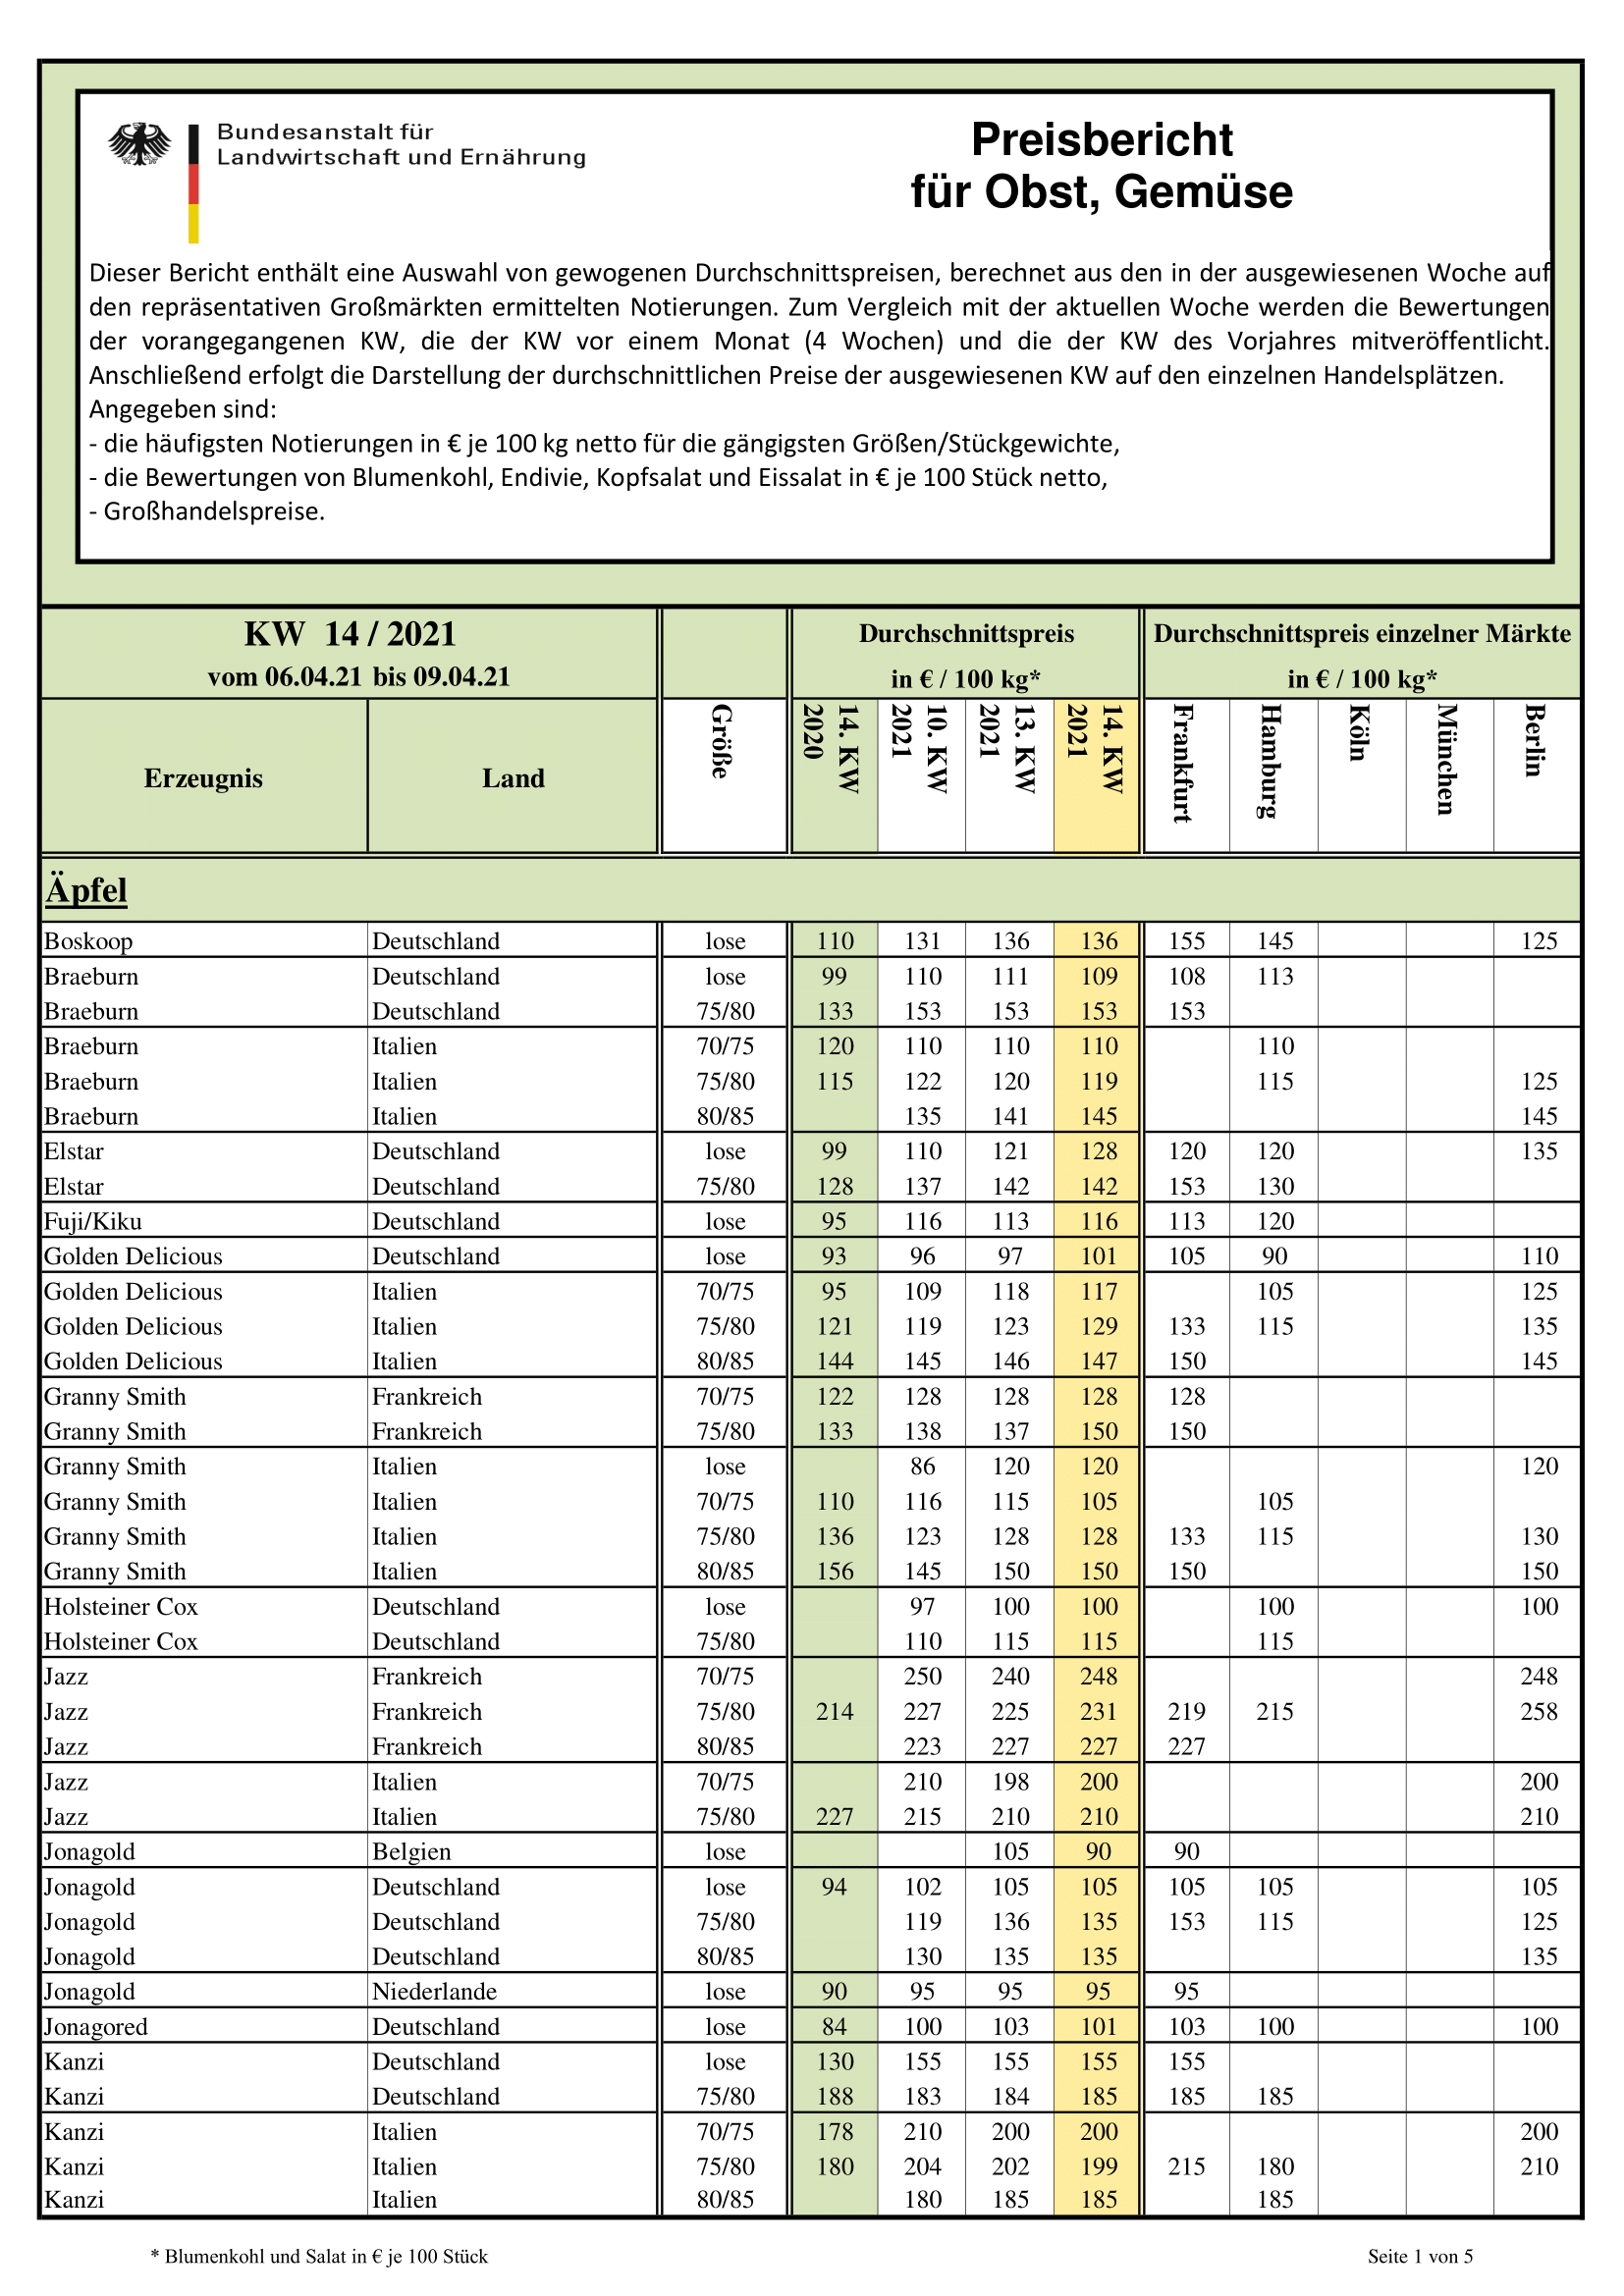 Bundesanstalt für
Landwirtschaft und Ernährung
Preisbericht
für Obst, Gemüse
Dieser Bericht enthält eine Auswahl von gewogenen Durchschnittspreisen, berechnet aus den in der ausgewiesenen Woche auf
den repräsentativen Großmärkten ermittelten Notierungen. Zum Vergleich mit der aktuellen Woche werden die Bewertungen
der vorangegangenen KW, die der KW vor einem Monat (4 Wochen) und die der KW des Vorjahres mitveröffentlicht.
Anschließend erfolgt die Darstellung der durchschnittlichen Preise der ausgewiesenen KW auf den einzelnen Handelsplätzen.
Angegeben sind:
- die häufigsten Notierungen in € je 100 kg netto für die gängigsten Größen/Stückgewichte,
- die Bewertungen von Blumenkohl, Endivie, Kopfsalat und Eissalat in € je 100 Stück netto,
- Großhandelspreise.
KW 14 / 2021 Durchschnittspreis Durchschnittspreis einzelner Märkte
vom 06.04.21 bis 09.04.21 in € / 100 kg* in € / 100 kg*
Erzeugnis Land Größe 14. KW 2020 10. KW 2021 13. KW 2021 14. KW 2021 Frankfurt Hamburg Köln München Berlin
Äpfel
Boskoop Deutschland lose 110 131 136 136 155 145 125
Braeburn Deutschland lose 99 110 111 109 108 113
Braeburn Deutschland 75/80 133 153 153 153 153
Braeburn Italien 70/75 120 110 110 110 110
Braeburn Italien 75/80 115 122 120 119 115 125
Braeburn Italien 80/85 135 141 145 145
Elstar Deutschland lose 99 110 121 128 120 120 135
Elstar Deutschland 75/80 128 137 142 142 153 130
Fuji/Kiku Deutschland lose 95 116 113 116 113 120
Golden Delicious Deutschland lose 93 96 97 101 105 90 110
Golden Delicious Italien 70/75 95 109 118 117 105 125
Golden Delicious Italien 75/80 121 119 123 129 133 115 135
Golden Delicious Italien 80/85 144 145 146 147 150 145
Granny Smith Frankreich 70/75 122 128 128 128 128
Granny Smith Frankreich 75/80 133 138 137 150 150
Granny Smith Italien lose 86 120 120 120
Granny Smith Italien 70/75 110 116 115 105 105
Granny Smith Italien 75/80 136 123 128 128 133 115 130
Granny Smith Italien 80/85 156 145 150 150 150 150
Holsteiner Cox Deutschland lose 97 100 100 100 100
Holsteiner Cox Deutschland 75/80 110 115 115 115
Jazz Frankreich 70/75 250 240 248 248
Jazz Frankreich 75/80 214 227 225 231 219 215 258
Jazz Frankreich 80/85 223 227 227 227
Jazz Italien 70/75 210 198 200 200
Jazz Italien 75/80 227 215 210 210 210
Jonagold Belgien lose 105 90 90
Jonagold Deutschland lose 94 102 105 105 105 105 105
Jonagold Deutschland 75/80 119 136 135 153 115 125
Jonagold Deutschland 80/85 130 135 135 135
Jonagold Niederlande lose 90 95 95 95 95
Jonagored Deutschland lose 84 100 103 101 103 100 100
Kanzi Deutschland lose 130 155 155 155 155
Kanzi Deutschland 75/80 188 183 184 185 185 185
Kanzi Italien 70/75 178 210 200 200 200
Kanzi Italien 75/80 180 204 202 199 215 180 210
Kanzi Italien 80/85 180 185 185 185
* Blumenkohl und Salat in € je 100 Stück Seite 1 von 5